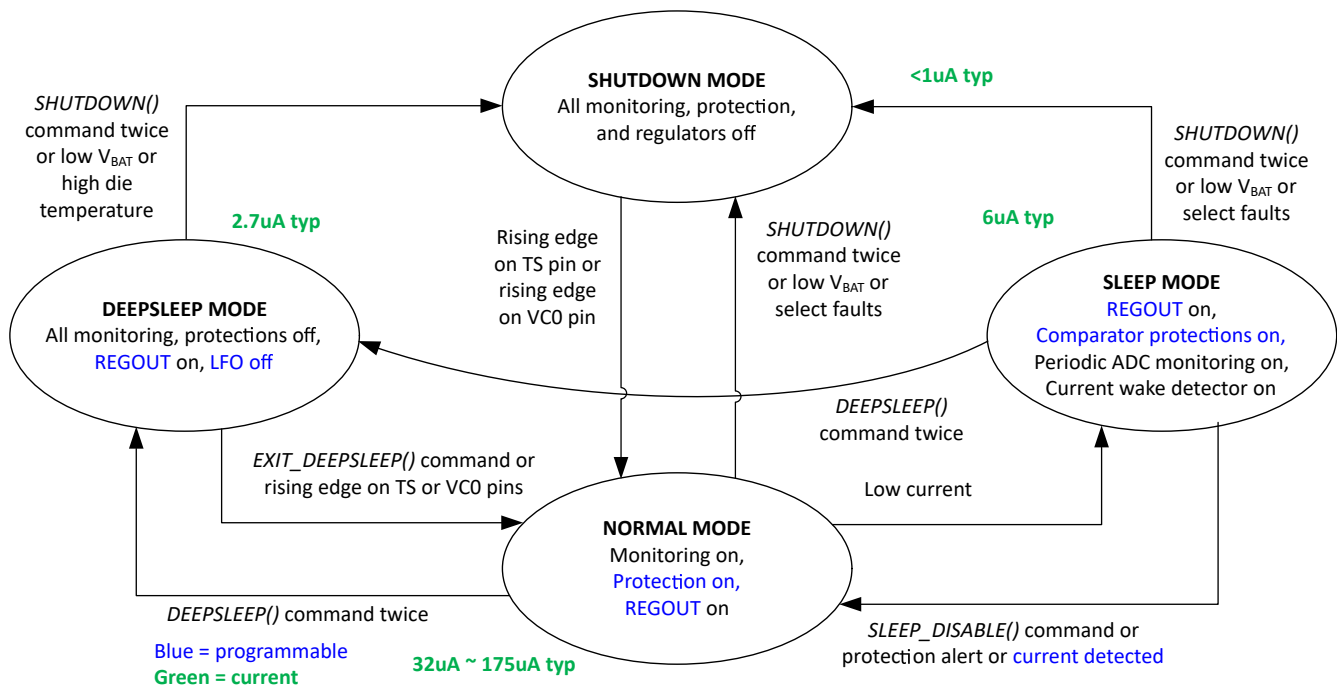 SHUTDOWN MODE
All monitoring, protection,
and regulators off
<1uA typ
SHUTDOWN()
command twice
or low VBAT or
high die
temperature
2.7uA typ
Rising edge
on TS pin or
rising edge
on VC0 pin
SHUTDOWN()
command twice
or low VBAT or
select faults
6uA typ
SHUTDOWN()
command twice
or low VBAT or
select faults
DEEPSLEEP MODE
All monitoring, protections off,
REGOUT on, LFO off
SLEEP MODE
REGOUT on,
Comparator protections on,
Periodic ADC monitoring on,
Current wake detector on
DEEPSLEEP()
command twice
EXIT_DEEPSLEEP() command or
rising edge on TS or VC0 pins
Low current
NORMAL MODE
Monitoring on,
Protection on,
REGOUT on
DEEPSLEEP() command twice
SLEEP_DISABLE() command or
protection alert or current detected
Blue = programmable
Green = current
32uA ~ 175uA typ